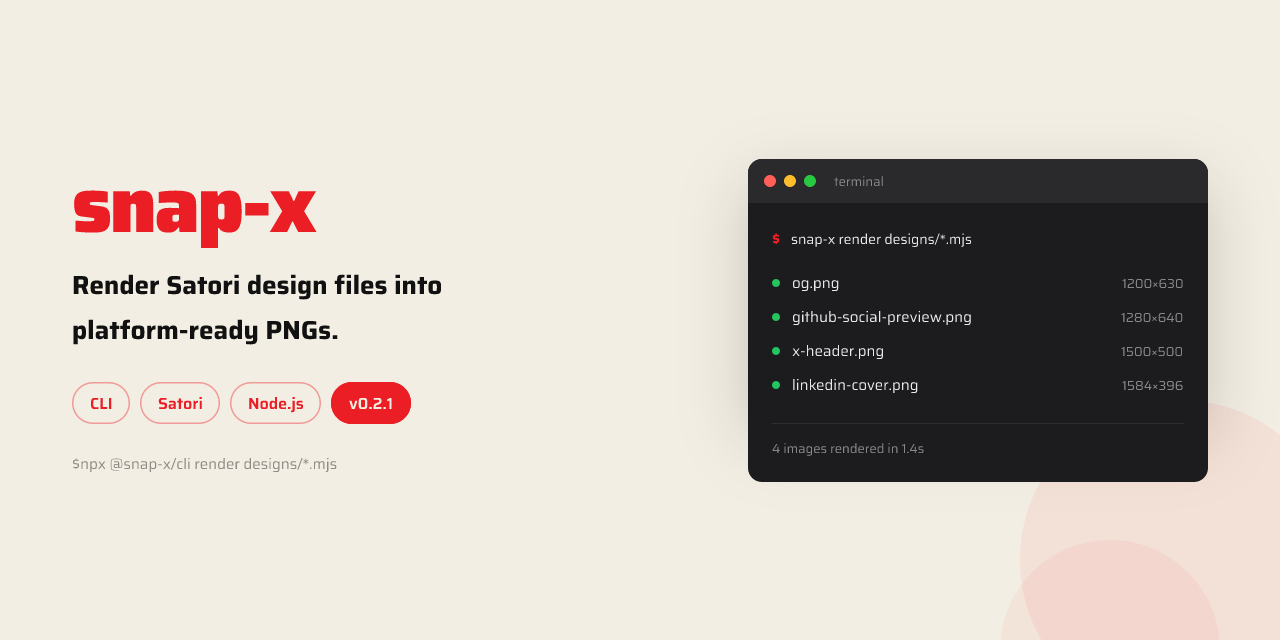 snap-x
Render Satori design files into
platform-ready PNGs.
CLI Satori Node.js v0.2.1
$npx @snap-x/cli render designs/*.mjs
terminal
$ snap-x render designs/*.mjs
og.png 1200×630
github-social-preview.png 1280×640
x-header.png 1500×500
linkedin-cover.png 1584×396
4 images rendered in 1.4s